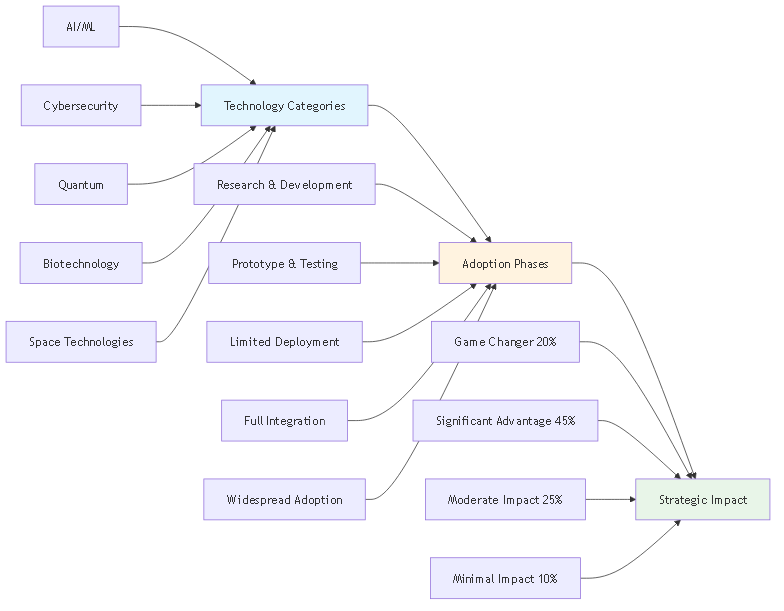 AI/ML
Cybersecurity
Technology Categories
Quantum
Research & Development
Biotechnology
Prototype & Testing
Adoption Phases
Space Technologies
Limited Deployment
Game Changer 20%
Full Integration
Significant Advantage 45%
Widespread Adoption
Moderate Impact 25%
Strategic Impact
Minimal Impact 10%